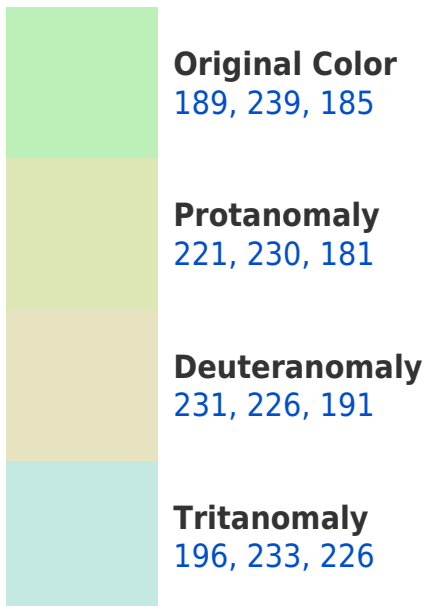 Original Color
189, 239, 185
Protanomaly
221, 230, 181
Deuteranomaly
231, 226, 191
Tritanomaly
196, 233, 226